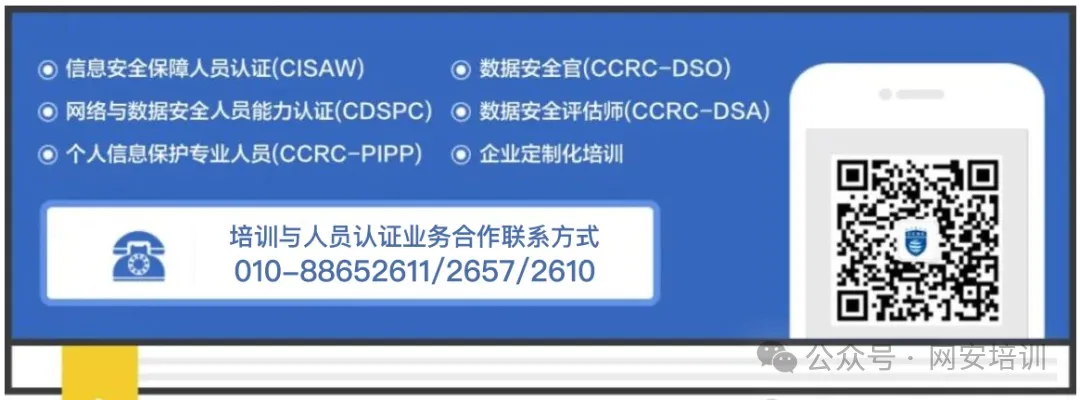 信息安全保障人员认证(CISAW)
数据安全官(CCRC-DSO)
网络与数据安全人员能力认证(CDSPC)
数据安全评估师(CCRC-DSA)
个人信息保护专业人员(CCRC-PIPP)
企业定制化培训
培训与人员认证业务合作联系方式
010-88652611/2657/2610
公众号 · 网安培训